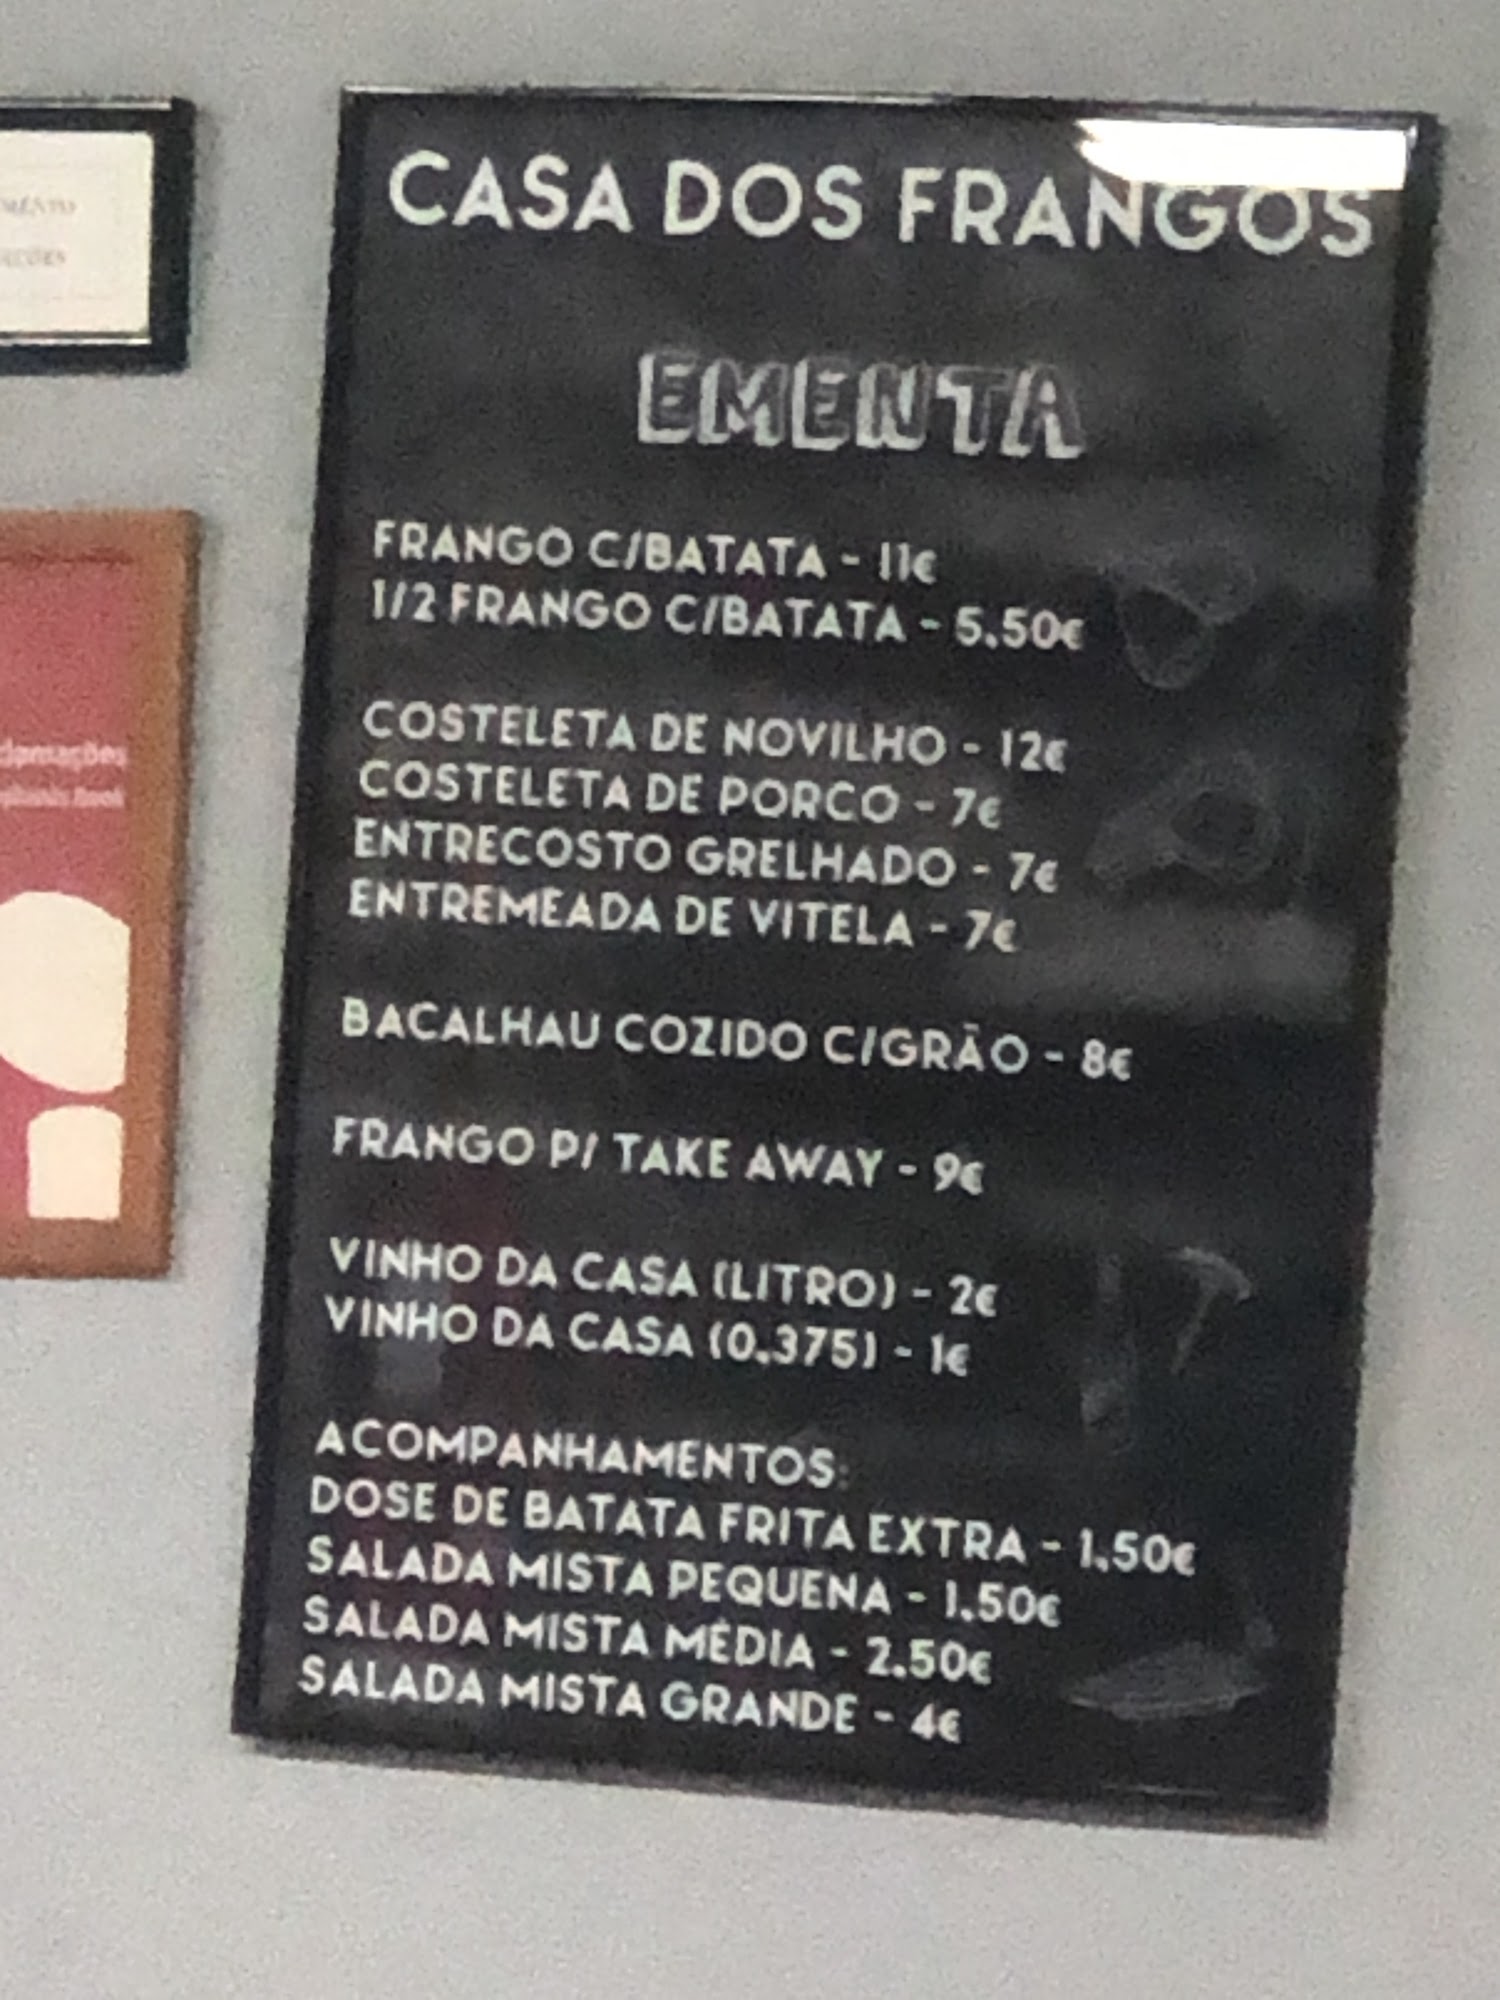 CASA DOS FRANGOS
EMENTA
FRANGO C/BATATA - 11€
1/2 FRANGO C/BATATA - 5.50€
COSTELETA DE NOVILHO - 12€
COSTELETA DE PORCO - 7€
ENTRECOSTO GRELHADO - 7€
ENTREMEADA DE VITELA - 7€
BACALHAU COZIDO C/GRÃO - 8€
FRANGO P/ TAKE AWAY - 9€
VINHO DA CASA (LITRO) - 2€
VINHO DA CASA (0.375) - 1€
ACOMPANHAMENTOS:
DOSE DE BATATA FRITA EXTRA - 1.50€
SALADA MISTA PEQUENA - 1.50€
SALADA MISTA MÉDIA - 2.50€
SALADA MISTA GRANDE - 4€